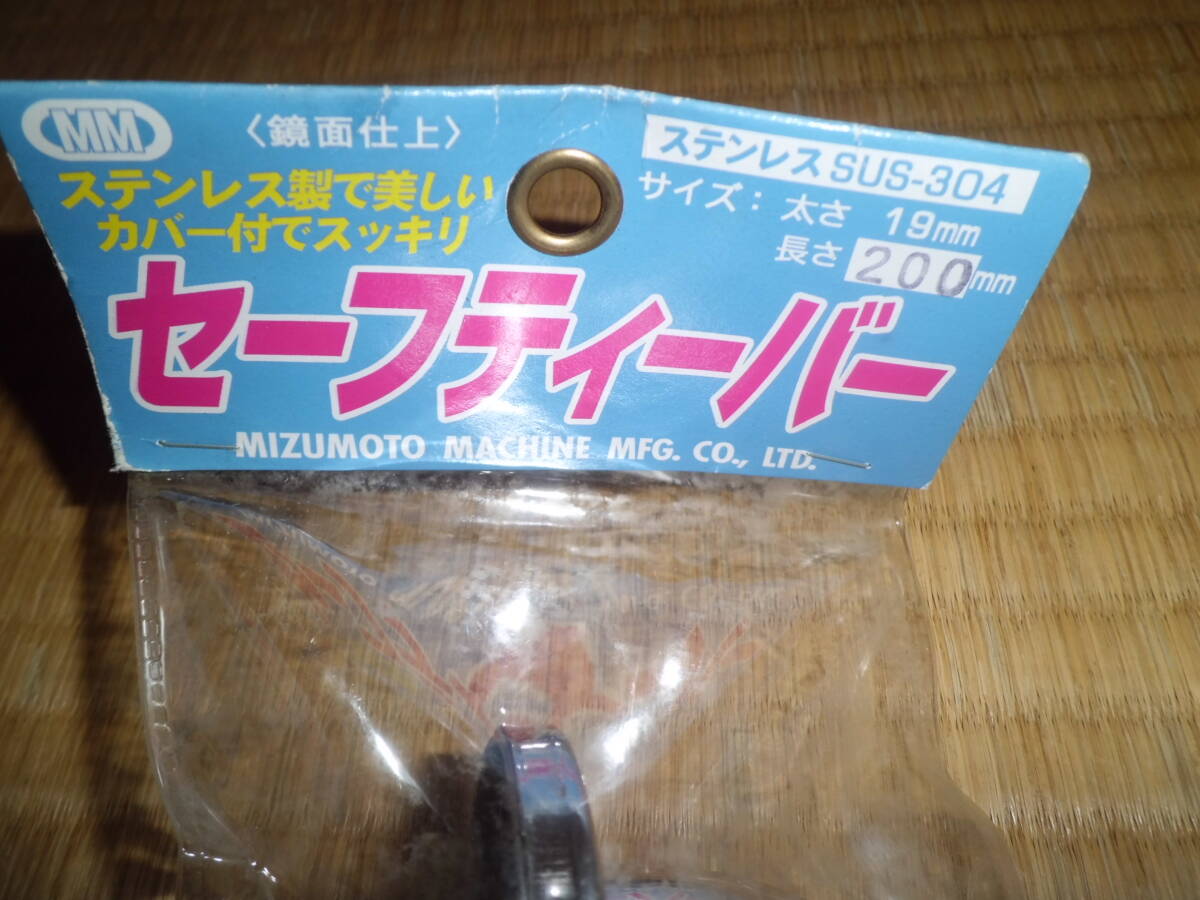 MM
〈鏡面仕上〉
ステンレス製で美しい
カバー付でスッキリ
ステンレスSUS-304
サイズ：太さ 19mm
長さ 200mm
セーフティーバー
MIZUMOTO MACHINE MFG. CO., LTD.